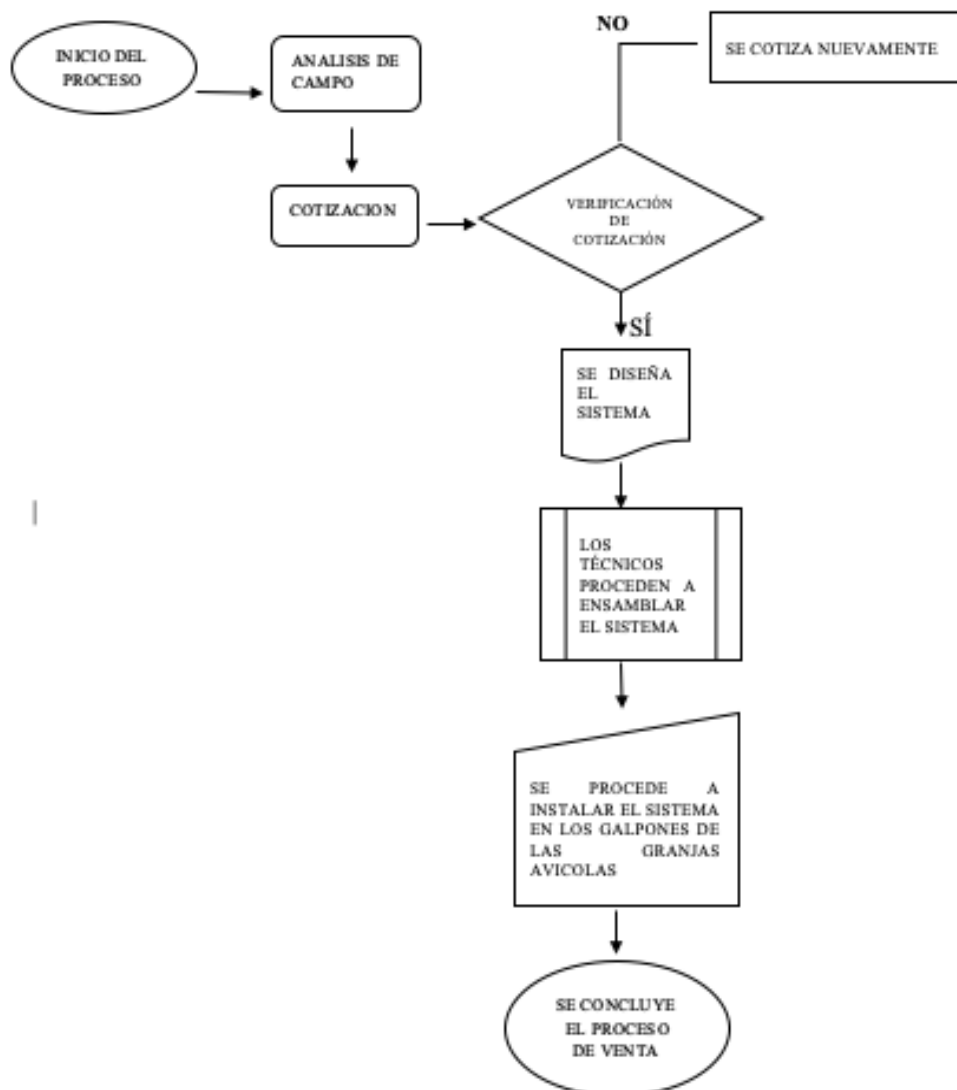 INICIO DEL
PROCESO
ANALISIS DE
CAMPO
COTIZACION
NO
SE COTIZA NUEVAMENTE
VERIFICACIÓN
DE
COTIZACIÓN
SÍ
SE DISEÑA
EL
SISTEMA
LOS
TÉCNICOS
PROCEDEN A
ENSAMBLAR
EL SISTEMA
SE PROCEDE A
INSTALAR EL SISTEMA
EN LOS GALPONES DE
LAS GRANJAS
AVICOLAS
SE CONCLUYE
EL PROCESO
DE VENTA